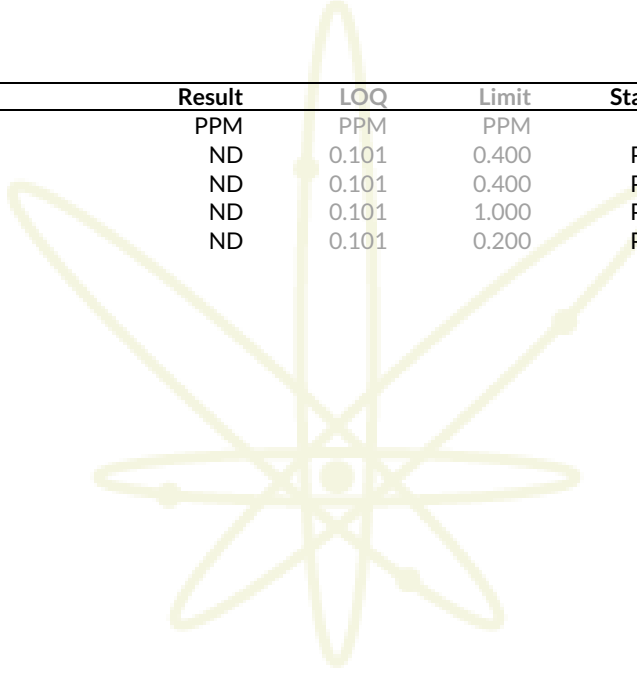 Result LOQ Limit Sta
PPM PPM PPM
ND 0.101 0.400 P
ND 0.101 0.400 P
ND 0.101 1.000 P
ND 0.101 0.200 P